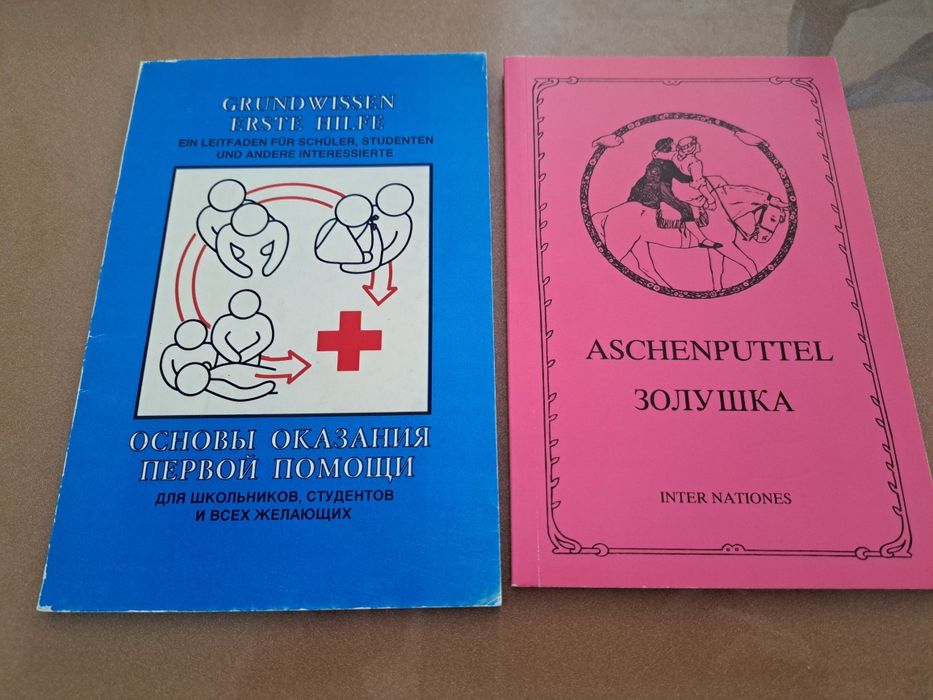 GRUNDWISSEN
ERSTE HILFE
EIN LEITFADEN FÜR SCHÜLER, STUDENTEN
UND ANDERE INTERESSIERTE
ОСНОВЫ ОКАЗАНИЯ
ПЕРВОЙ ПОМОЩИ
ДЛЯ ШКОЛЬНИКОВ, СТУДЕНТОВ
И ВСЕХ ЖЕЛАЮЩИХ
ASCHENPUTTEL
ЗОЛУШКА
INTER NATIONES